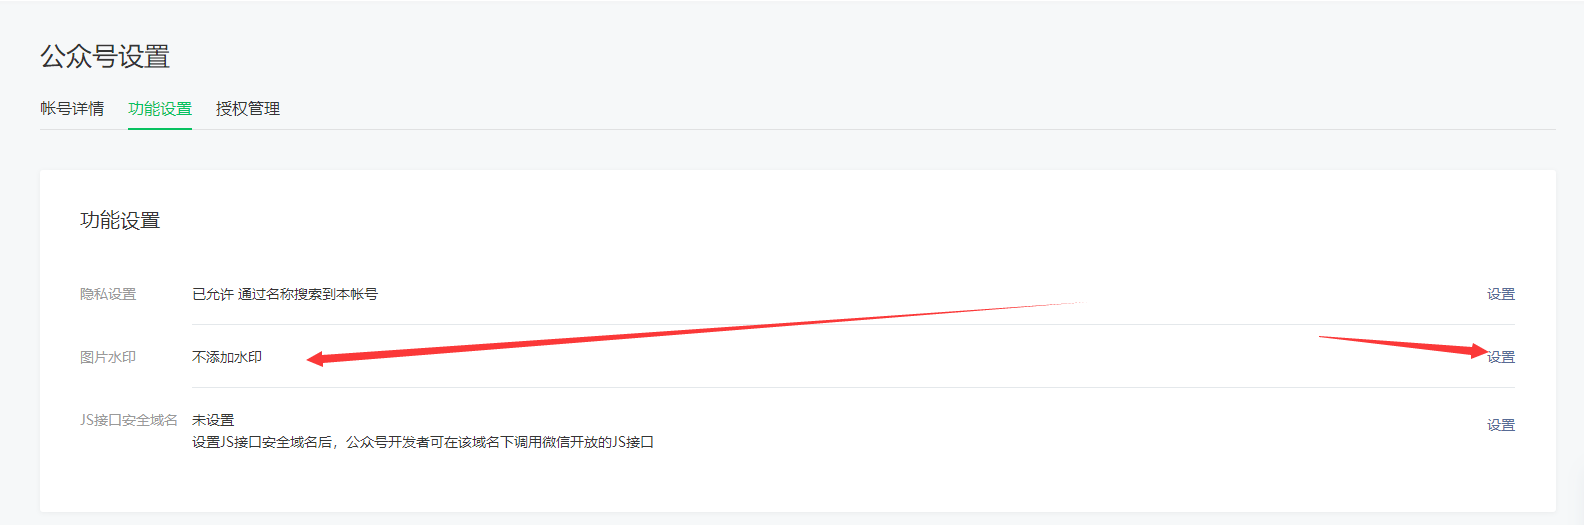 公众号设置
帐号详情 功能设置 授权管理
功能设置
隐私设置 已允许 通过名称搜索到本帐号 设置
图片水印 不添加水印 设置
JS接口安全域名 未设置 设置
设置JS接口安全域名后，公众号开发者可在该域名下调用微信开放的JS接口